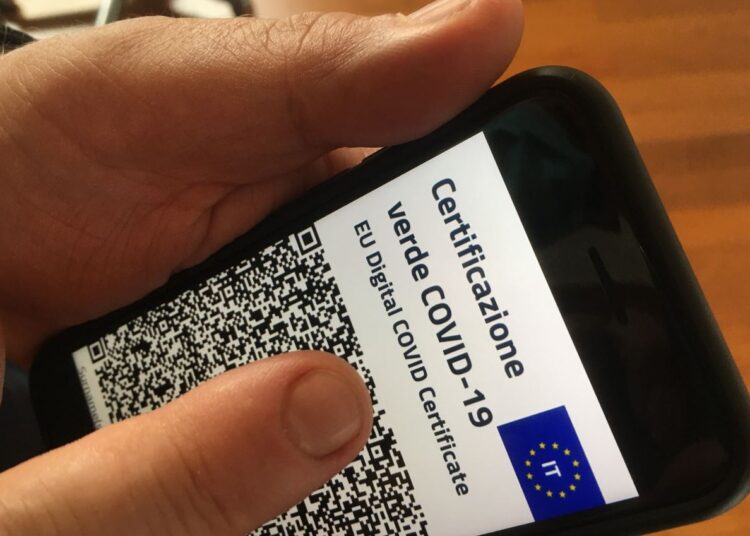 Certificazione
verde COVID-19
EU Digital COVID Certificate
IT